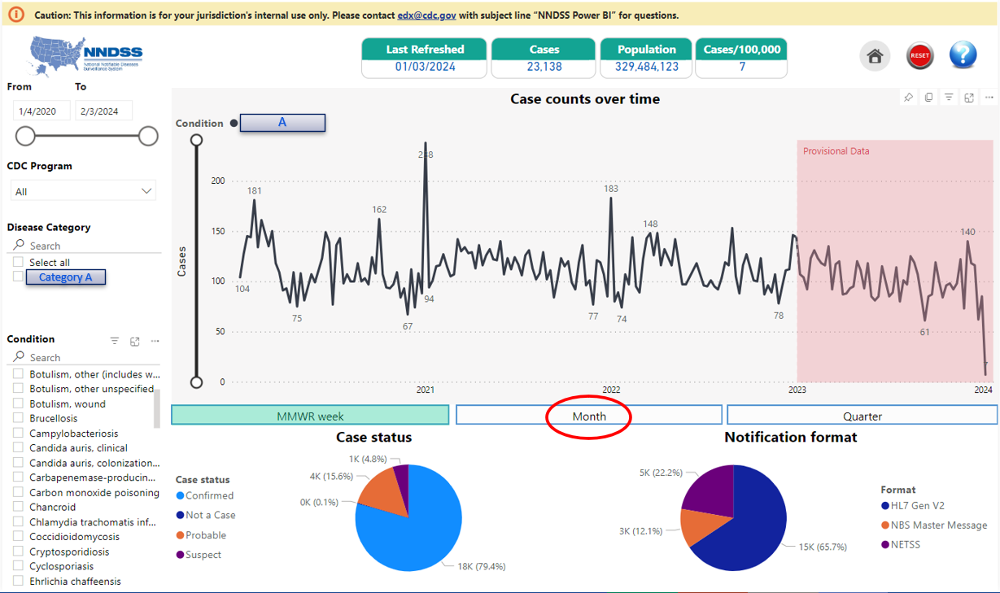 Caution: This information is for your jurisdiction's internal use only. Please contact edx@cdc.gov with subject line "NNDSS Power BI" for questions.
NNDSS
National Notifiable Diseases
Surveillance System
Last Refreshed
01/03/2024
Cases
23,138
Population
329,484,123
Cases/100,000
7
RESET
?
From To
1/4/2020 2/3/2024
CDC Program
All
Disease Category
Search
Select all
Category A
Condition
Search
Botulism, other (includes w...
Botulism, other unspecified
Botulism, wound
Brucellosis
Campylobacteriosis
Candida auris, clinical
Candida auris, colonization...
Carbapenemase-producin...
Carbon monoxide poisoning
Chancroid
Chlamydia trachomatis inf...
Coccidioidomycosis
Cryptosporidiosis
Cyclosporiasis
Ehrlichia chaffeensis
Case counts over time
Condition A
Provisional Data
Cases
200
150
100
50
0
104
181
75
162
67
94
77
183
74
148
78
61
140
2021 2022 2023 2024
MMWR week Month Quarter
Case status
Case status
Confirmed
Not a Case
Probable
Suspect
1K (4.8%)
4K (15.6%)
0K (0.1%)
18K (79.4%)
Notification format
5K (22.2%)
3K (12.1%)
15K (65.7%)
Format
HL7 Gen V2
NBS Master Message
NETSS